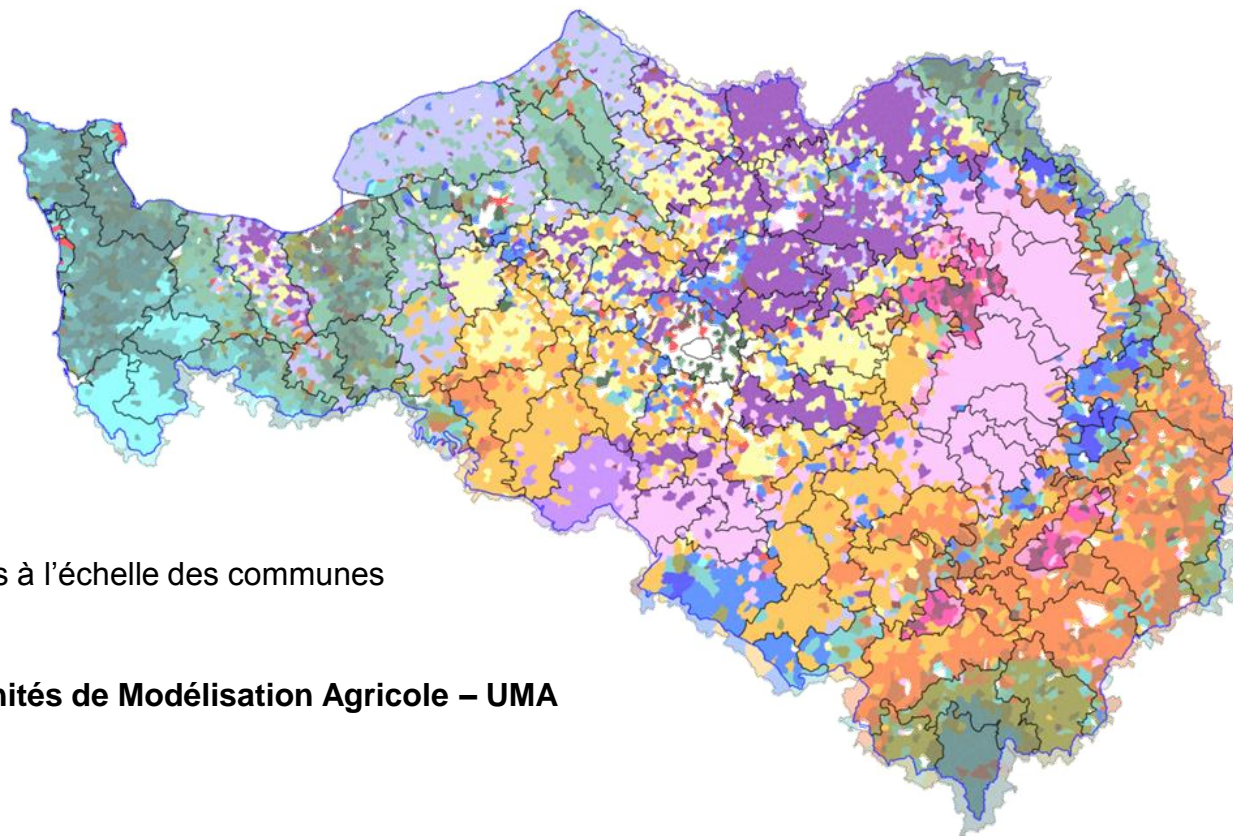 s à l’échelle des communes
nités de Modélisation Agricole – UMA